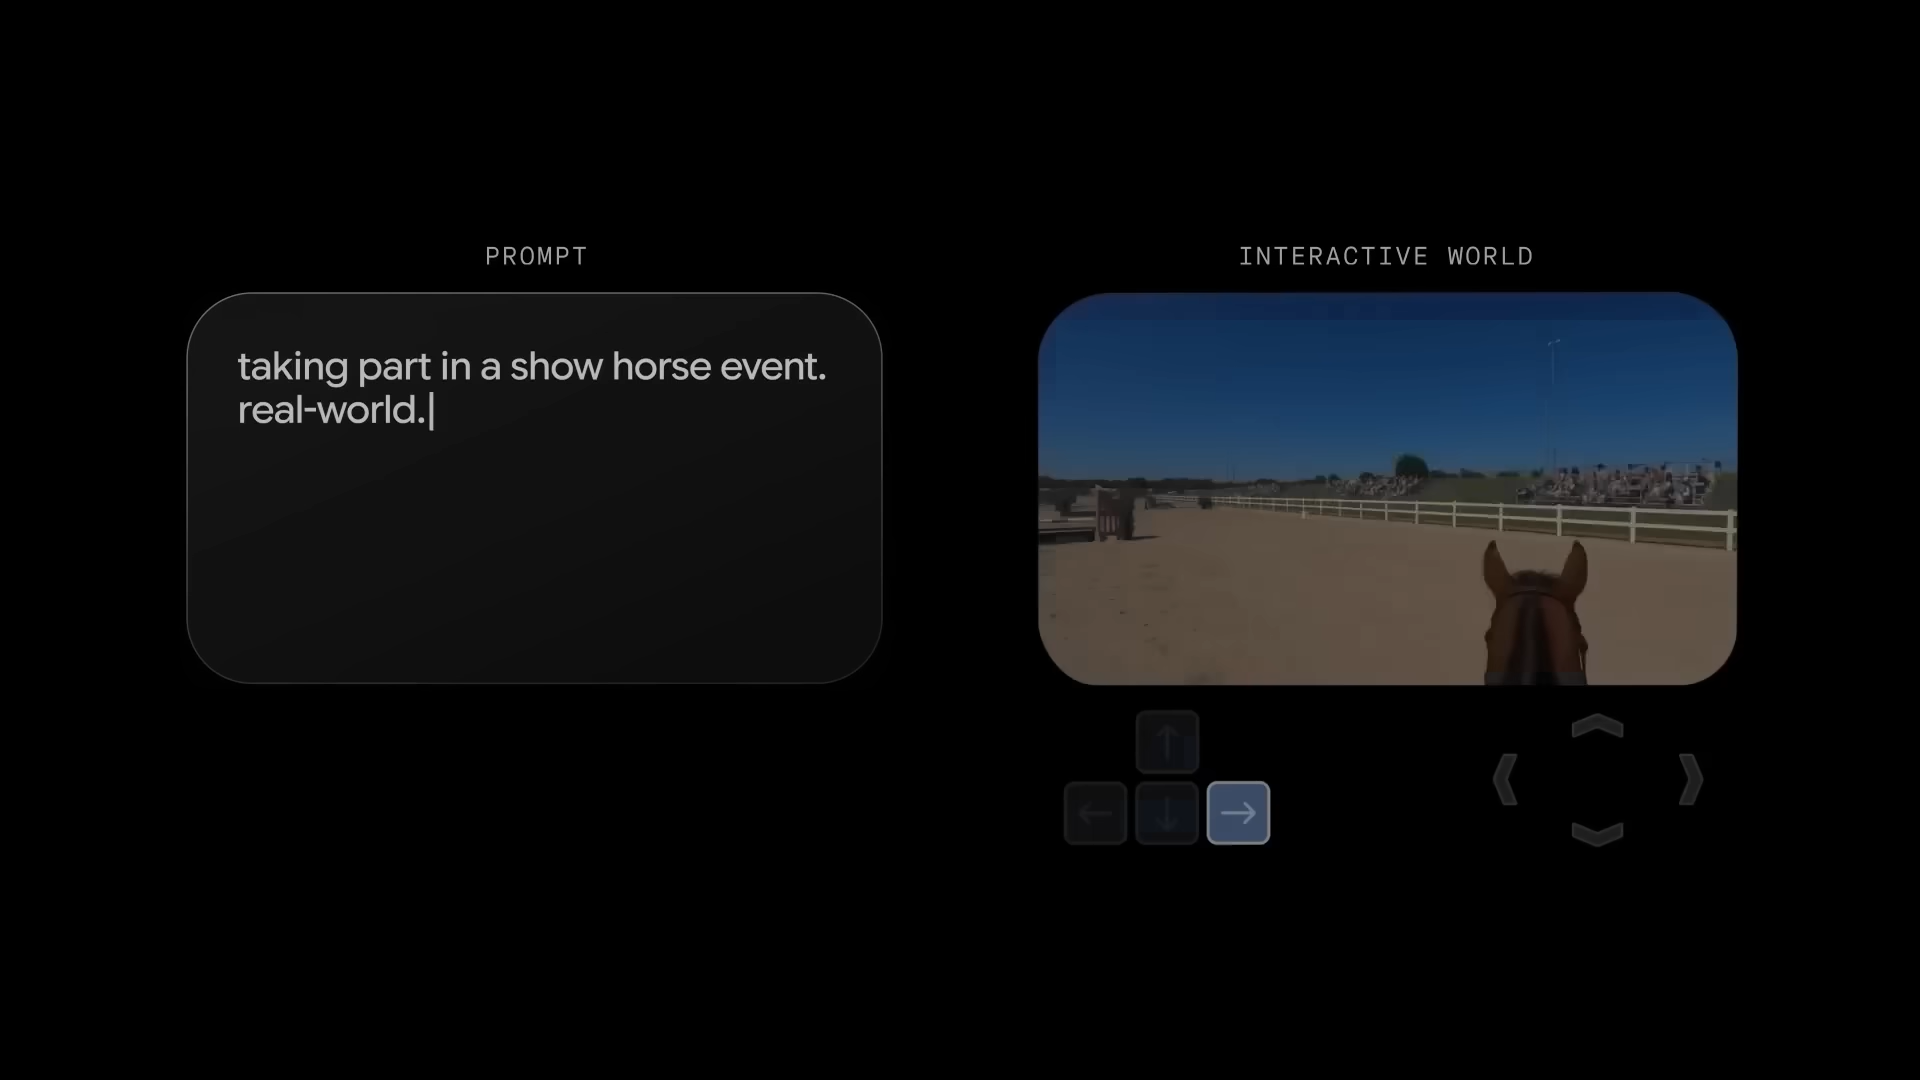 PROMPT
taking part in a show horse event.
real-world.
INTERACTIVE WORLD